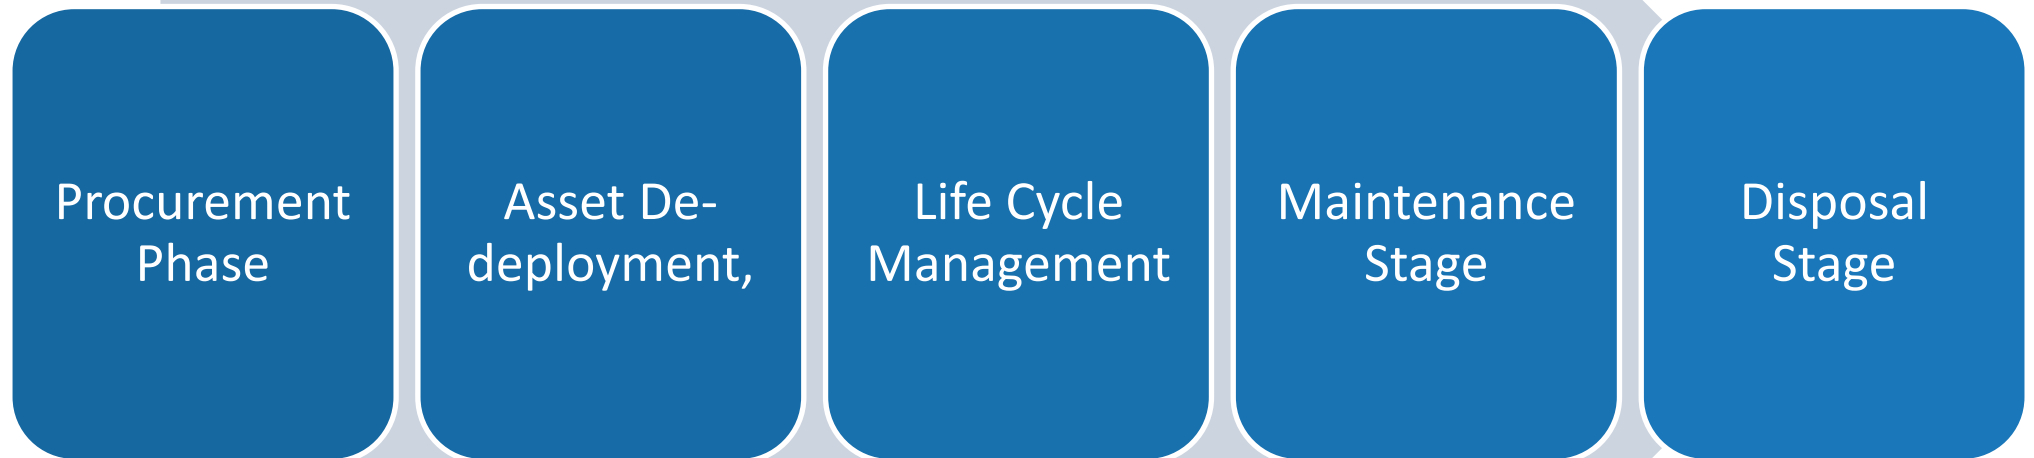 Procurement
Phase
Asset De-
deployment,
Life Cycle
Management
Maintenance
Stage
Disposal
Stage